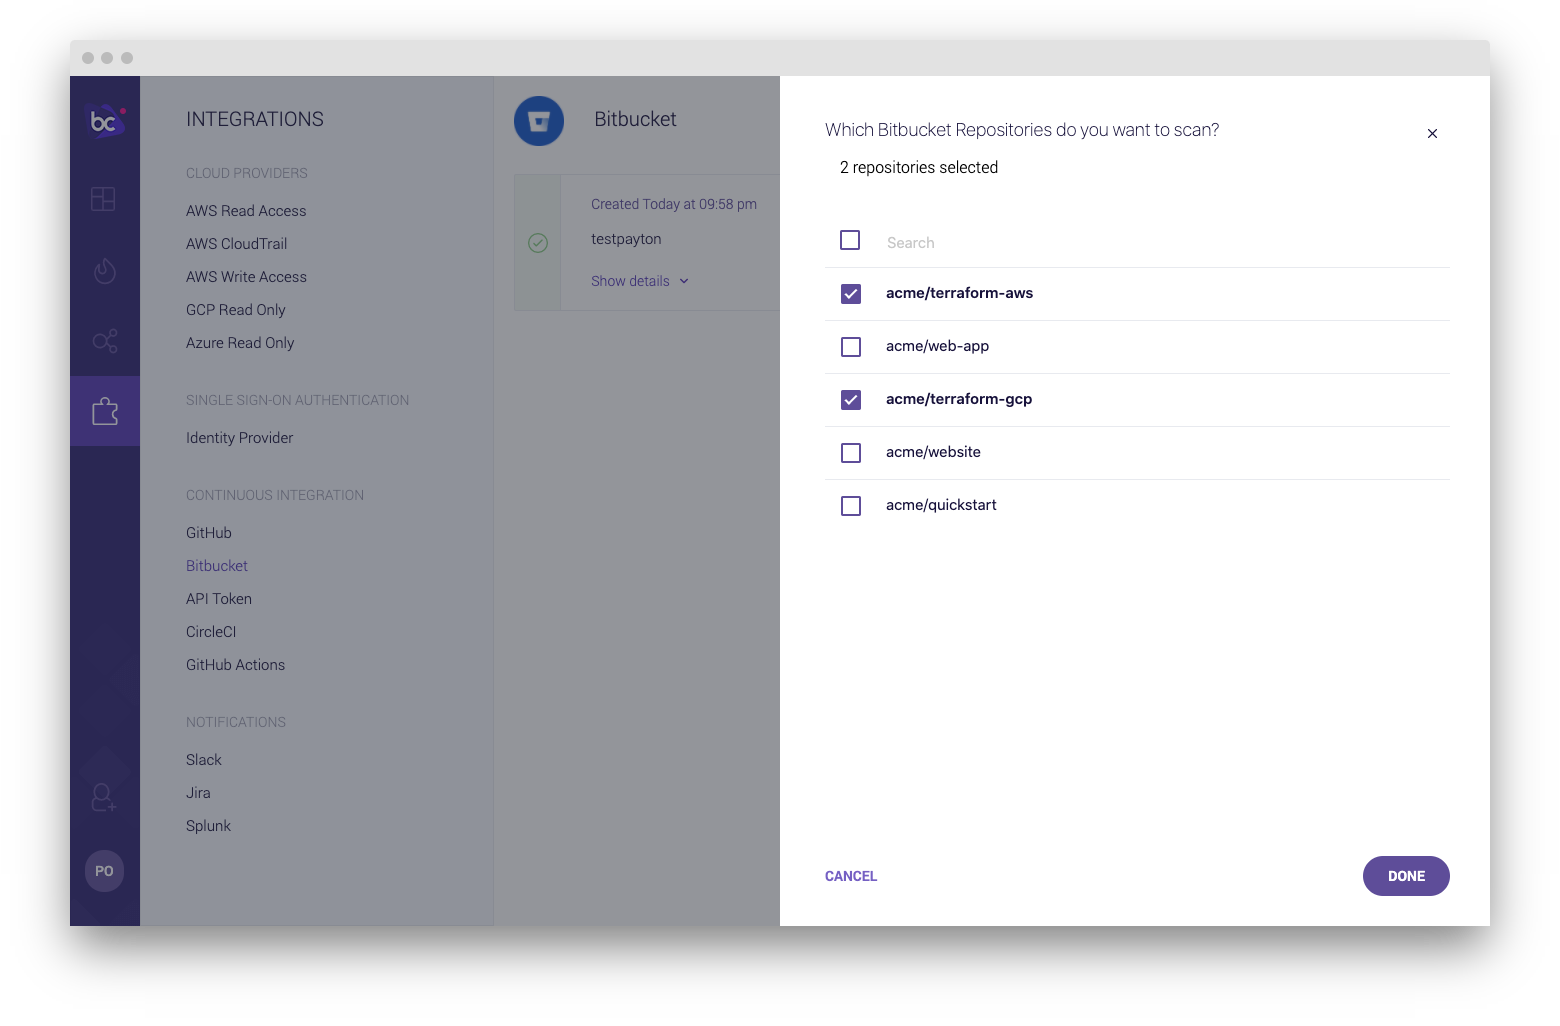 bc
INTEGRATIONS
CLOUD PROVIDERS
AWS Read Access
AWS CloudTrail
AWS Write Access
GCP Read Only
Azure Read Only
SINGLE SIGN-ON AUTHENTICATION
Identity Provider
CONTINUOUS INTEGRATION
GitHub
Bitbucket
API Token
CircleCI
GitHub Actions
NOTIFICATIONS
Slack
Jira
Splunk
PO
Bitbucket
Created Today at 09:58 pm
testpayton
Show details
Which Bitbucket Repositories do you want to scan?
2 repositories selected
Search
acme/terraform-aws
acme/web-app
acme/terraform-gcp
acme/website
acme/quickstart
CANCEL
DONE